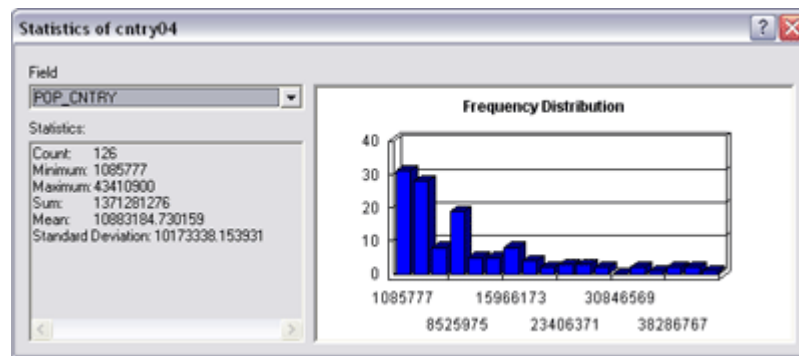 Statistics of cntry04
Field
POP_CNTRY
Statistics:
Count: 126
Minimum: 1085777
Maximum: 43410900
Sum: 1371281276
Mean: 10883184.730159
Standard Deviation: 10173338.153931
Frequency Distribution
40
30
20
10
0
1085777 15966173 30846569
8525975 23406371 38286767